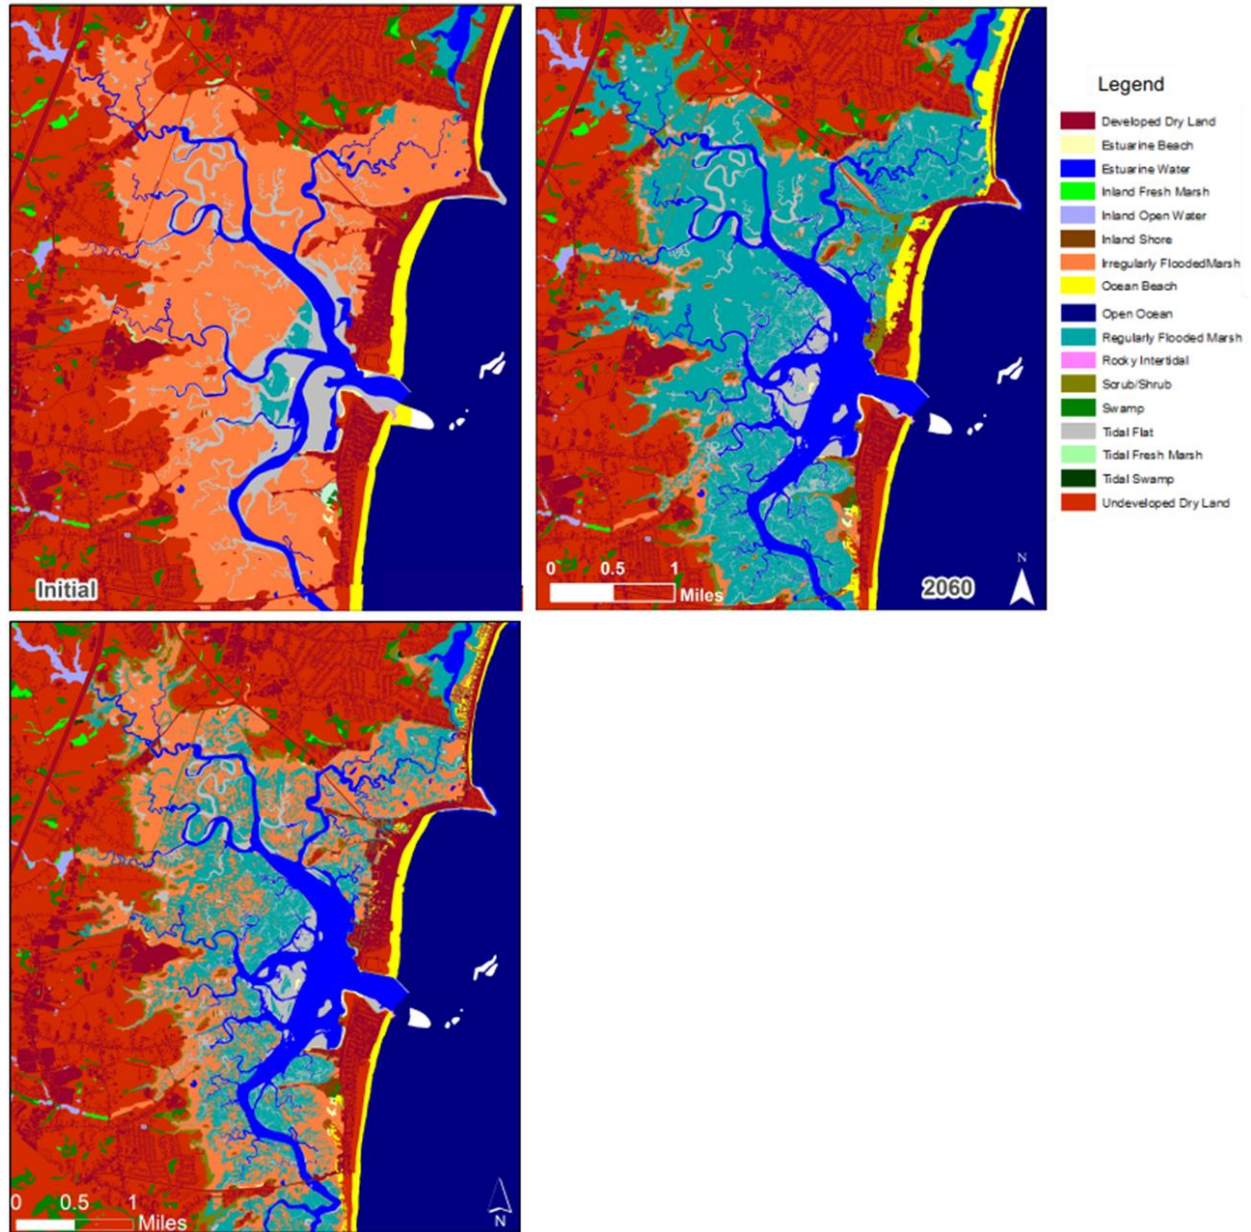 Initial
0 0.5 1
Miles
2060
N
Legend
Developed Dry Land
Estuarine Beach
Estuarine Water
Inland Fresh Marsh
Inland Open Water
Inland Shore
Irregularly FloodedMarsh
Ocean Beach
Open Ocean
Regularly Flooded Marsh
Rocky Intertidal
Scrub/Shrub
Swamp
Tidal Flat
Tidal Fresh Marsh
Tidal Swamp
Undeveloped Dry Land
0 0.5 1
Miles
N